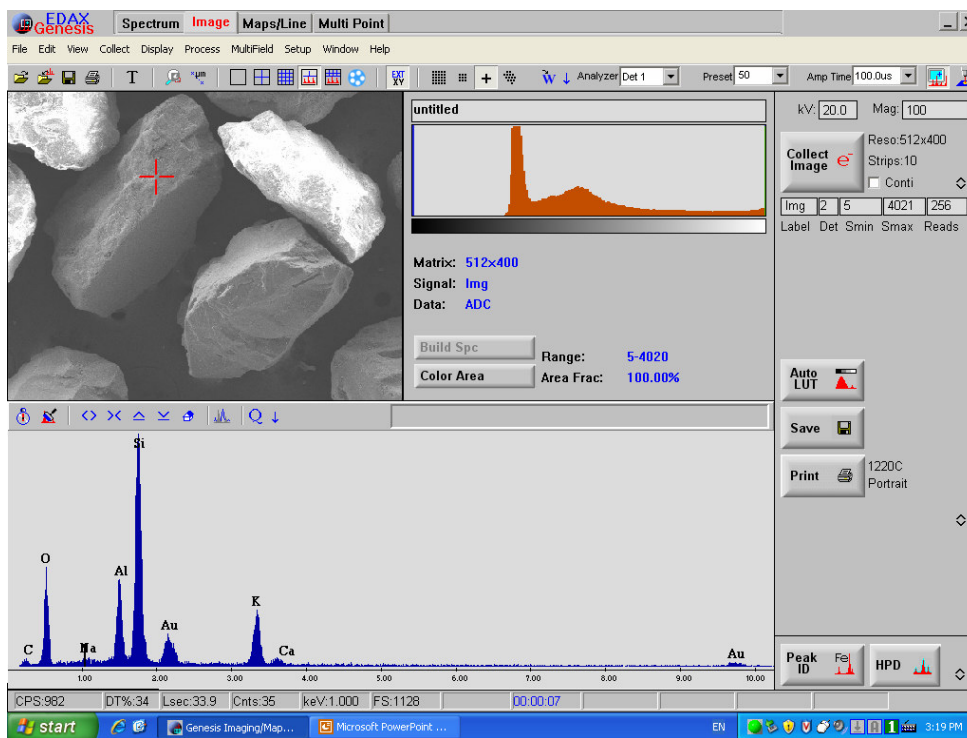 EDAX
Genesis
Spectrum Image Maps/Line Multi Point
File Edit View Collect Display Process MultiField Setup Window Help
T µm EXT XY W Analyzer Det 1 Preset 50 Amp Time 100.0us
untitled
kV: 20.0 Mag: 100
Collect Image e-
Reso:512x400
Strips:10
Conti
Img 2 5 4021 256
Label Det Smin Smax Reads
Matrix: 512x400
Signal: Img
Data: ADC
Build Spc
Color Area
Range: 5-4020
Area Frac: 100.00%
Auto LUT
Save
Print
1220C
Portrait
Q
Si
O
Al
K
Au
C Na Ca Au
1.00 2.00 3.00 4.00 5.00 6.00 7.00 8.00 9.00 10.00
Peak ID Fe HPD
CPS:982 DT%:34 Lsec:33.9 Cnts:35 keV:1.000 FS:1128 00:00:07
start Genesis Imaging/Map... Microsoft PowerPoint ... EN 1 3:19 PM